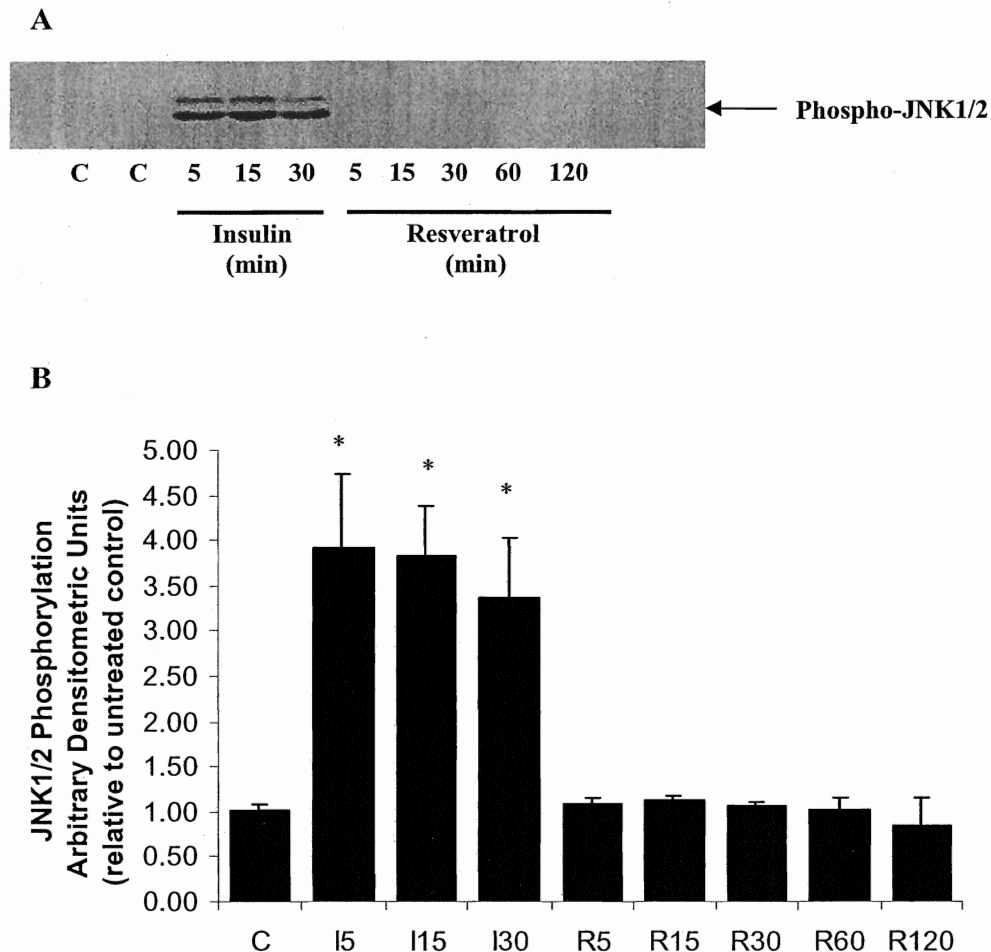 A
Phospho-JNK1/2
C C 5 15 30 5 15 30 60 120
Insulin
(min)
Resveratrol
(min)
B
JNK1/2 Phosphorylation
Arbitrary Densitometric Units
(relative to untreated control)
5.00
4.50
4.00
3.50
3.00
2.50
2.00
1.50
1.00
0.50
0.00
*
*
*
C I5 I15 I30 R5 R15 R30 R60 R120